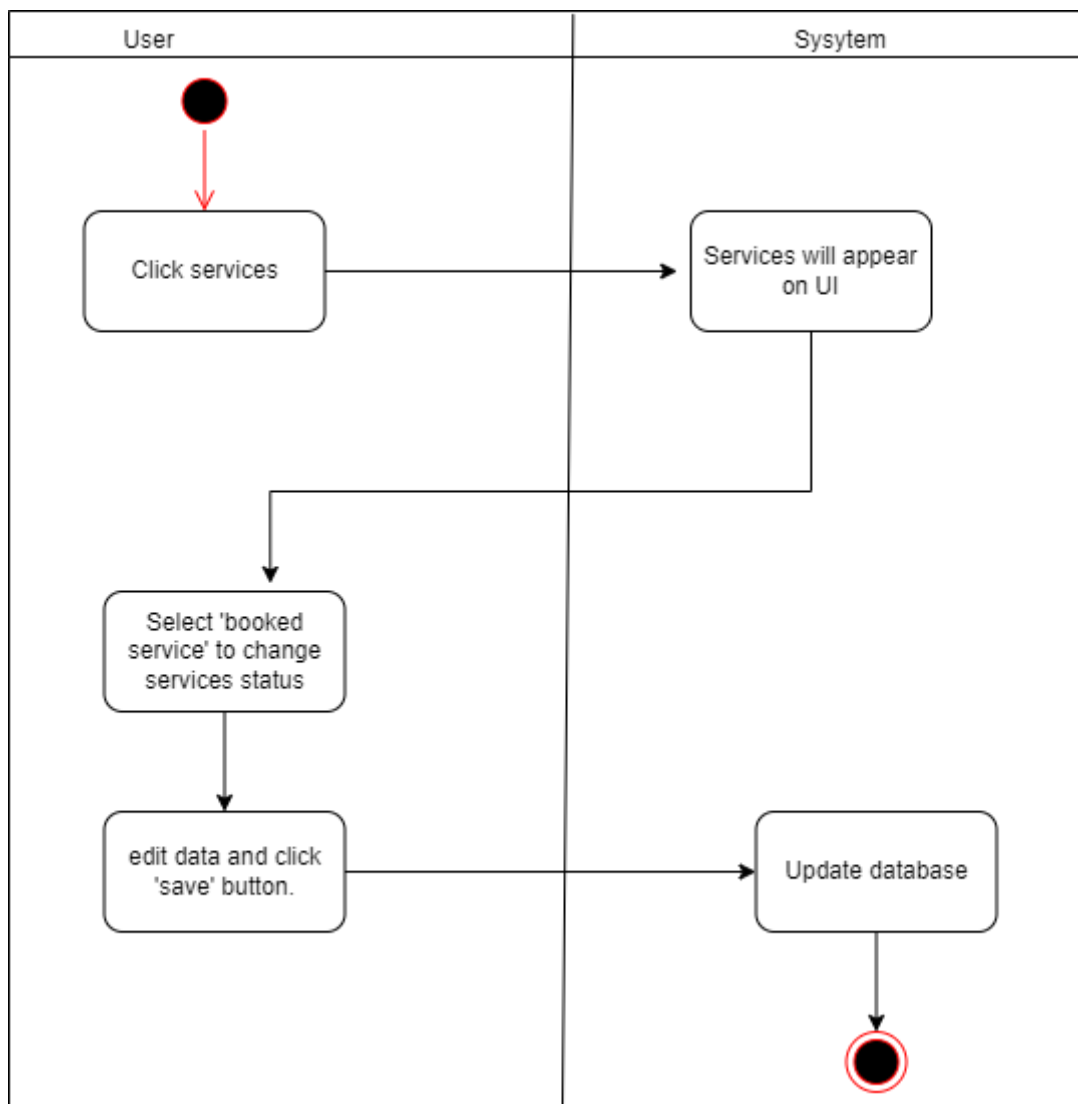 User
Sysytem
Click services
Services will appear
on UI
Select 'booked
service' to change
services status
edit data and click
'save' button.
Update database